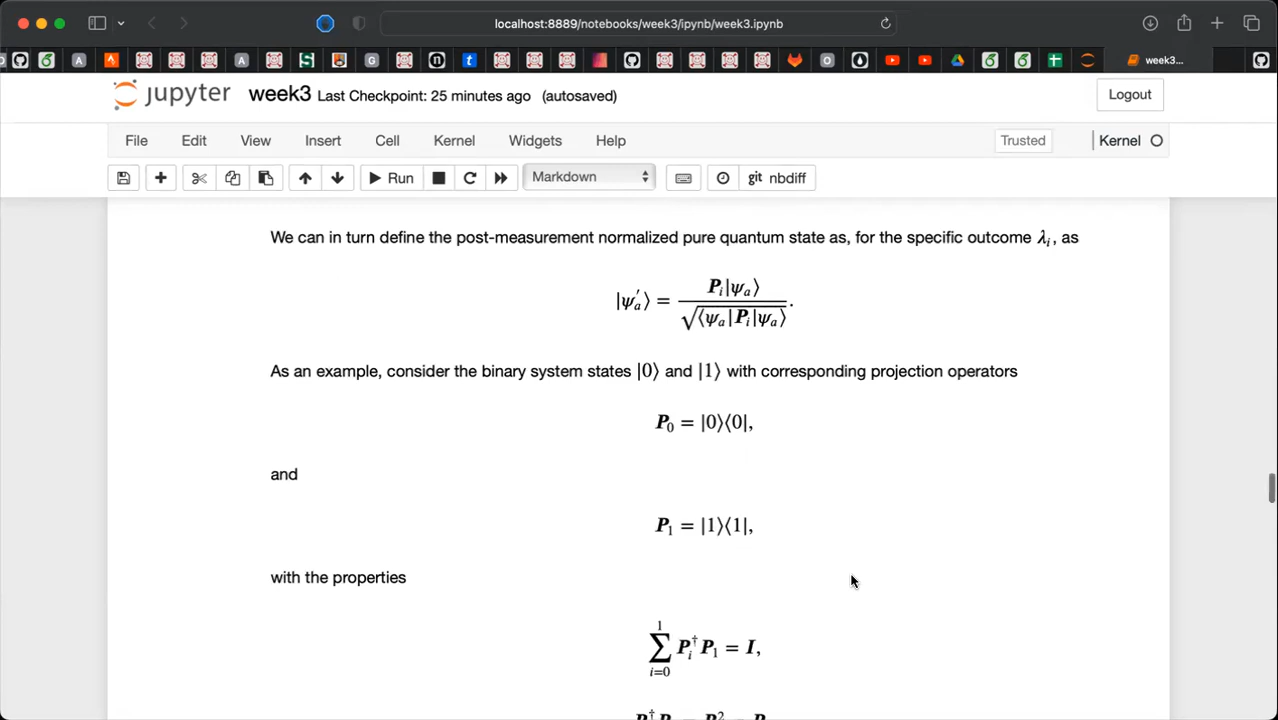 localhost:8889/notebooks/week3/ipynb/week3.ipynb
week3...
jupyter week3 Last Checkpoint: 25 minutes ago (autosaved) Logout
File Edit View Insert Cell Kernel Widgets Help Trusted Kernel
Run Markdown git nbdiff
We can in turn define the post-measurement normalized pure quantum state as, for the specific outcome λ_i, as
|ψ'_a⟩ = P_i|ψ_a⟩ / √⟨ψ_a|P_i|ψ_a⟩.
As an example, consider the binary system states |0⟩ and |1⟩ with corresponding projection operators
P_0 = |0⟩⟨0|,
and
P_1 = |1⟩⟨1|,
with the properties
∑_{i=0}^{1} P_i^† P_1 = I,